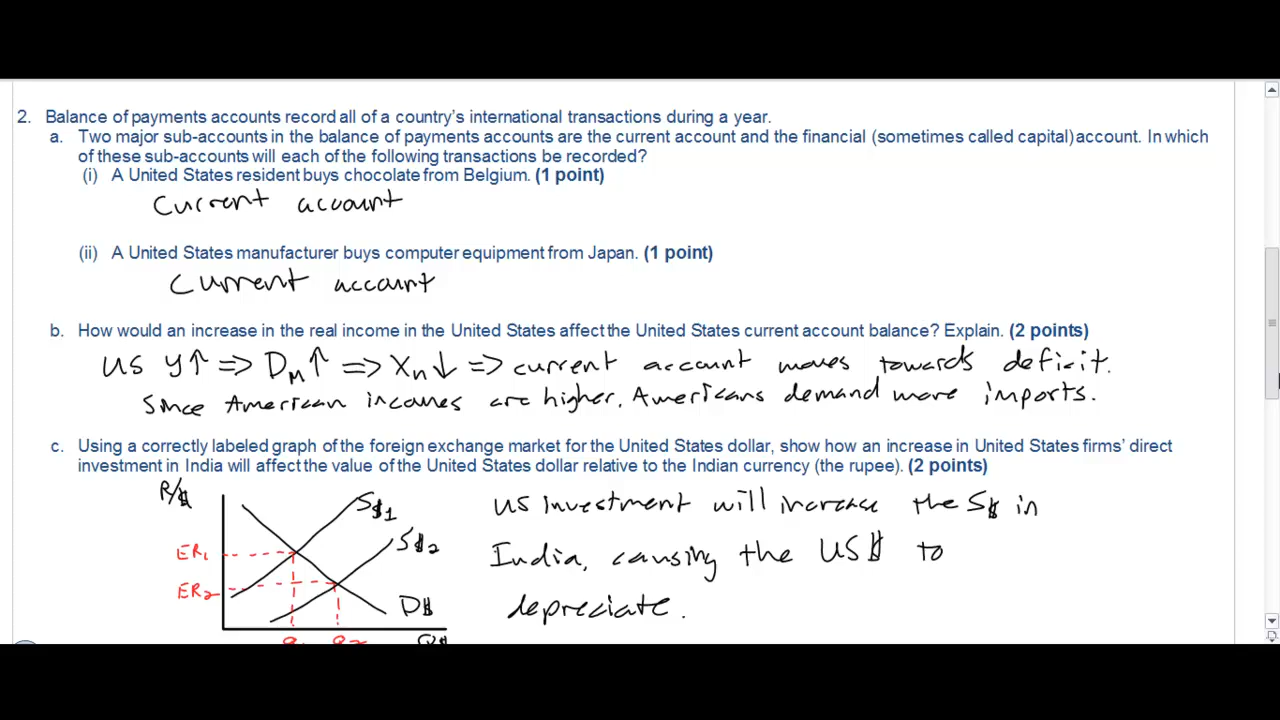 2. Balance of payments accounts record all of a country's international transactions during a year.
a. Two major sub-accounts in the balance of payments accounts are the current account and the financial (sometimes called capital) account. In which
of these sub-accounts will each of the following transactions be recorded?
(i) A United States resident buys chocolate from Belgium. (1 point)
Current account
(ii) A United States manufacturer buys computer equipment from Japan. (1 point)
Current account
b. How would an increase in the real income in the United States affect the United States current account balance? Explain. (2 points)
US Y↑ => D_M↑ => X_n↓ => current account moves towards deficit.
Since American incomes are higher, Americans demand more imports.
c. Using a correctly labeled graph of the foreign exchange market for the United States dollar, show how an increase in United States firms' direct
investment in India will affect the value of the United States dollar relative to the Indian currency (the rupee). (2 points)
R/$
S$1
US investment will increase the S$ in
ER1
S$2
India, causing the US$ to
ER2
D$
depreciate.